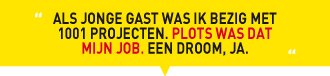 “ ALS JONGE GAST WAS IK BEZIG MET
1001 PROJECTEN. PLOTS WAS DAT
MIJN JOB. EEN DROOM, JA. “